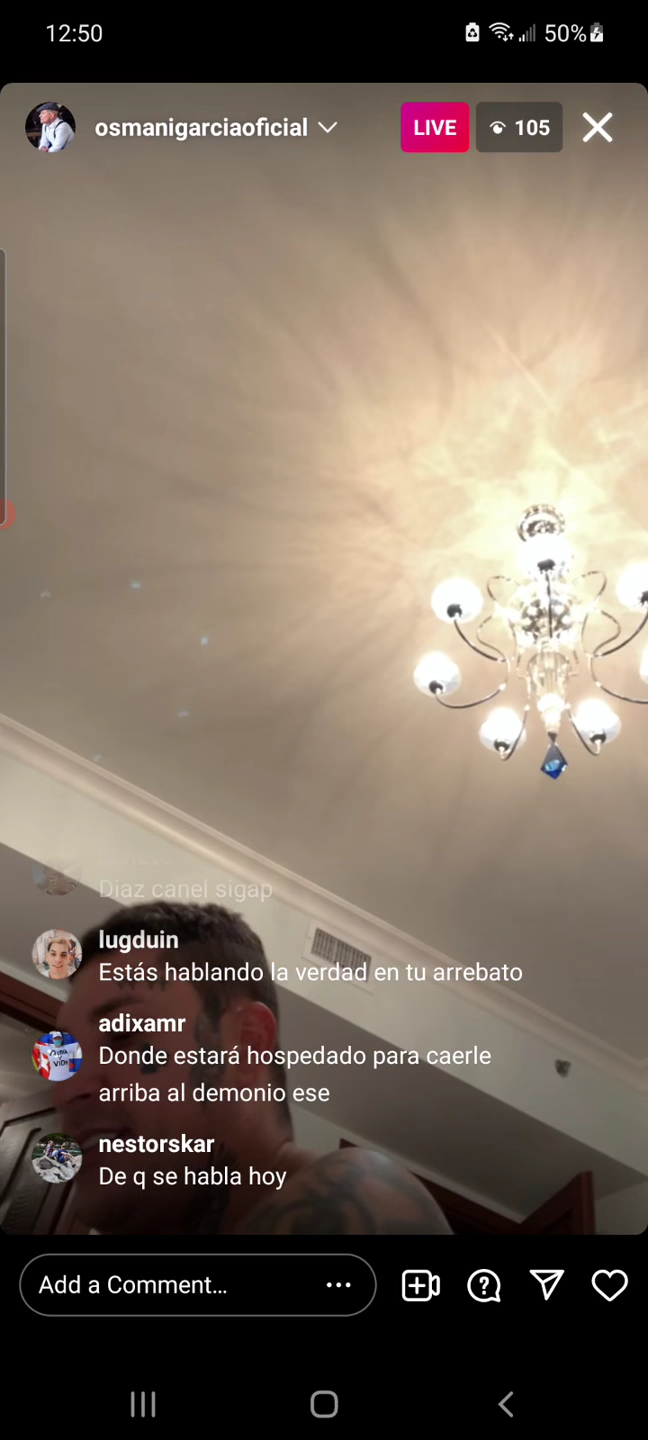 12:50
50%
osmanigarciaoficial
LIVE
105
Diaz canel sigap
lugduin
Estás hablando la verdad en tu arrebato
adixamr
Donde estará hospedado para caerle
arriba al demonio ese
nestorskar
De q se habla hoy
Add a Comment...